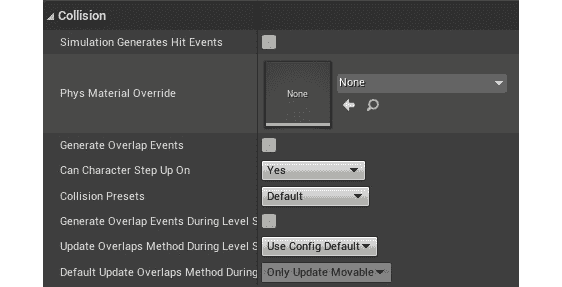 Collision
Simulation Generates Hit Events
Phys Material Override
None
None
Generate Overlap Events
Can Character Step Up On
Yes
Collision Presets
Default
Generate Overlap Events During Level S
Update Overlaps Method During Level S
Use Config Default
Default Update Overlaps Method During
Only Update Movable